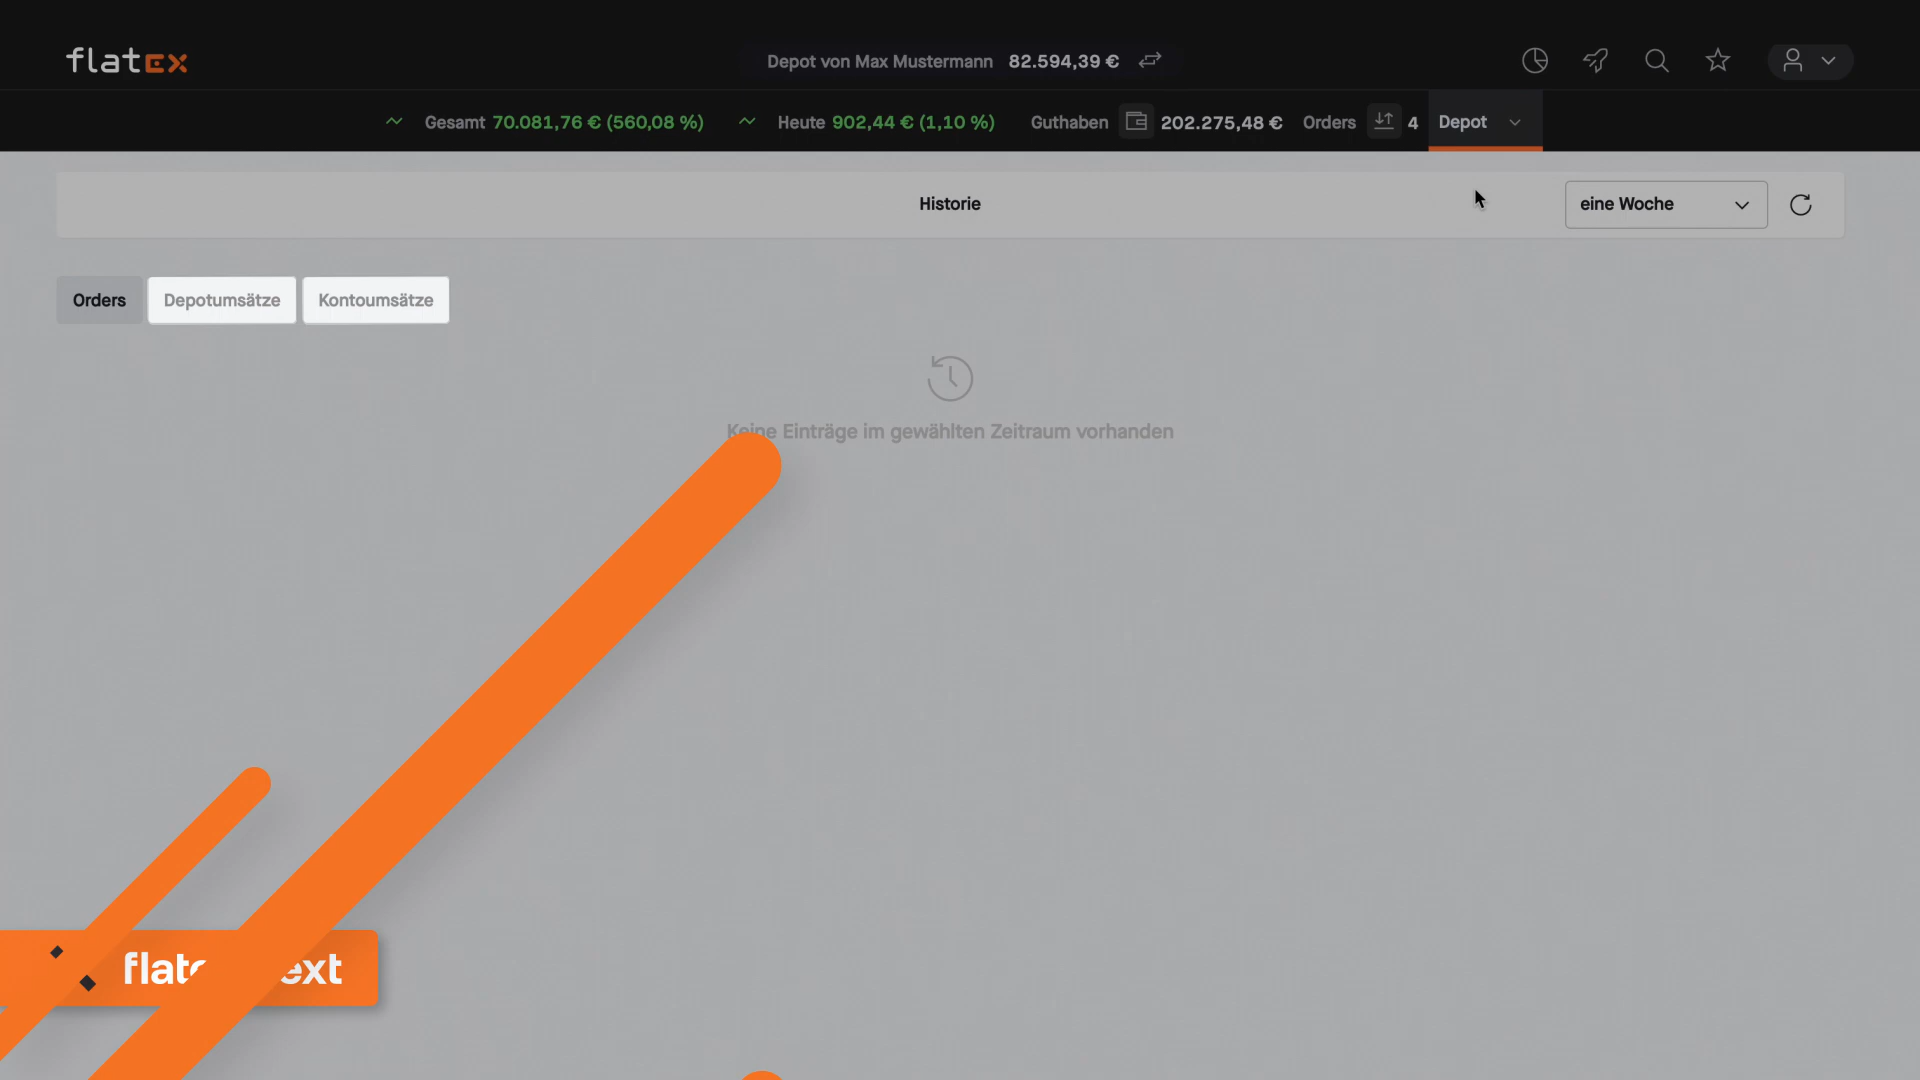 flatex
Depot von Max Mustermann 82.594,39 €
Gesamt 70.081,76 € (560,08 %) Heute 902,44 € (1,10 %) Guthaben 202.275,48 € Orders 4 Depot
Historie
eine Woche
Orders Depotumsätze Kontoumsätze
Keine Einträge im gewählten Zeitraum vorhanden